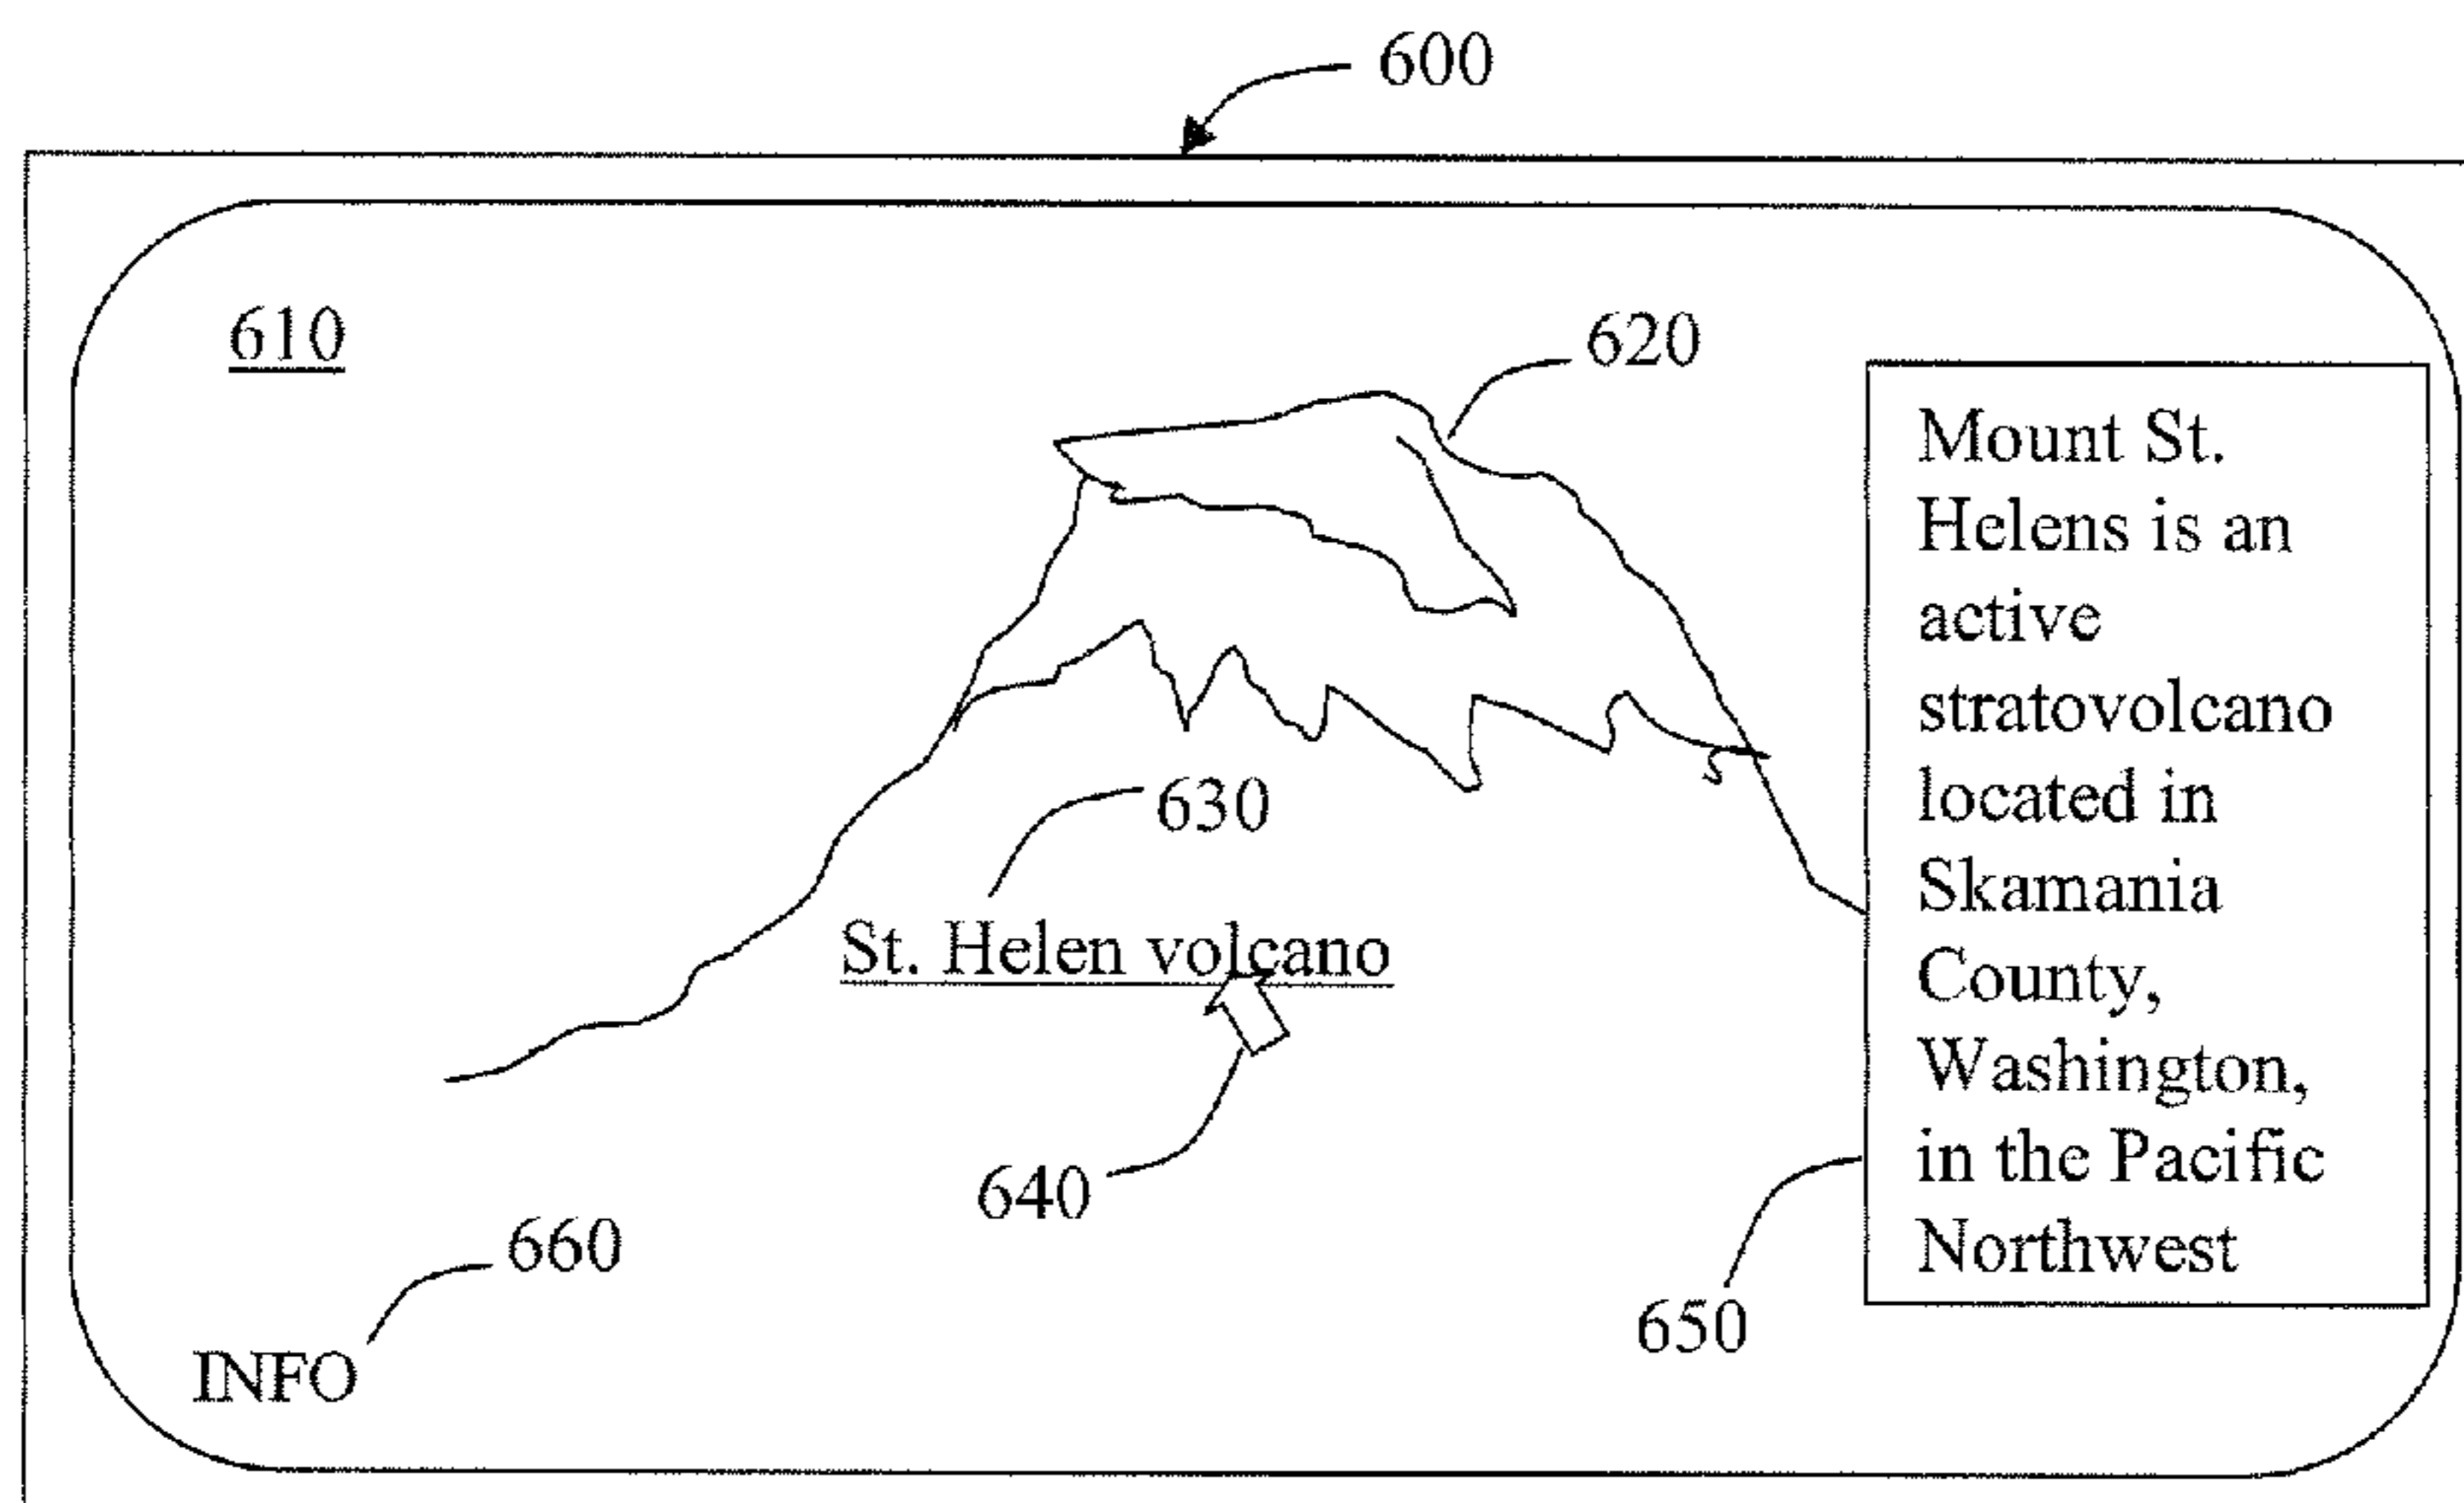 600
610
620
Mount St.
Helens is an
active
stratovolcano
located in
Skamania
County,
Washington,
in the Pacific
Northwest
630
St. Helen volcano
640
650
660
INFO